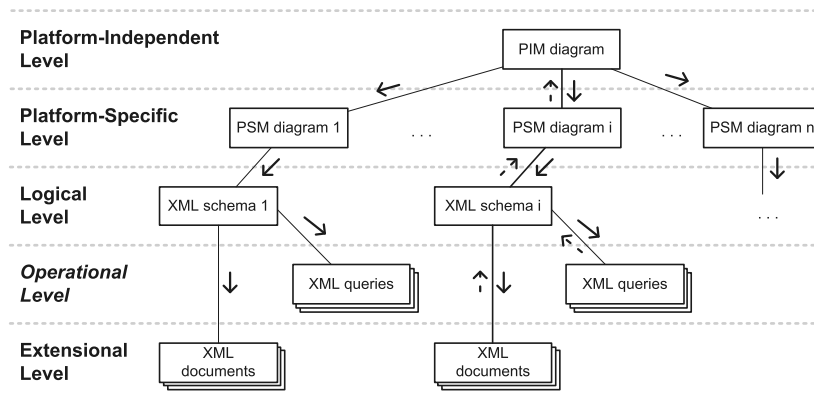 Platform-Independent
Level
PIM diagram
Platform-Specific
Level
PSM diagram 1
. . .
PSM diagram i
. . .
PSM diagram n
Logical
Level
XML schema 1
XML schema i
. . .
Operational
Level
XML queries
XML queries
Extensional
Level
XML
documents
XML
documents